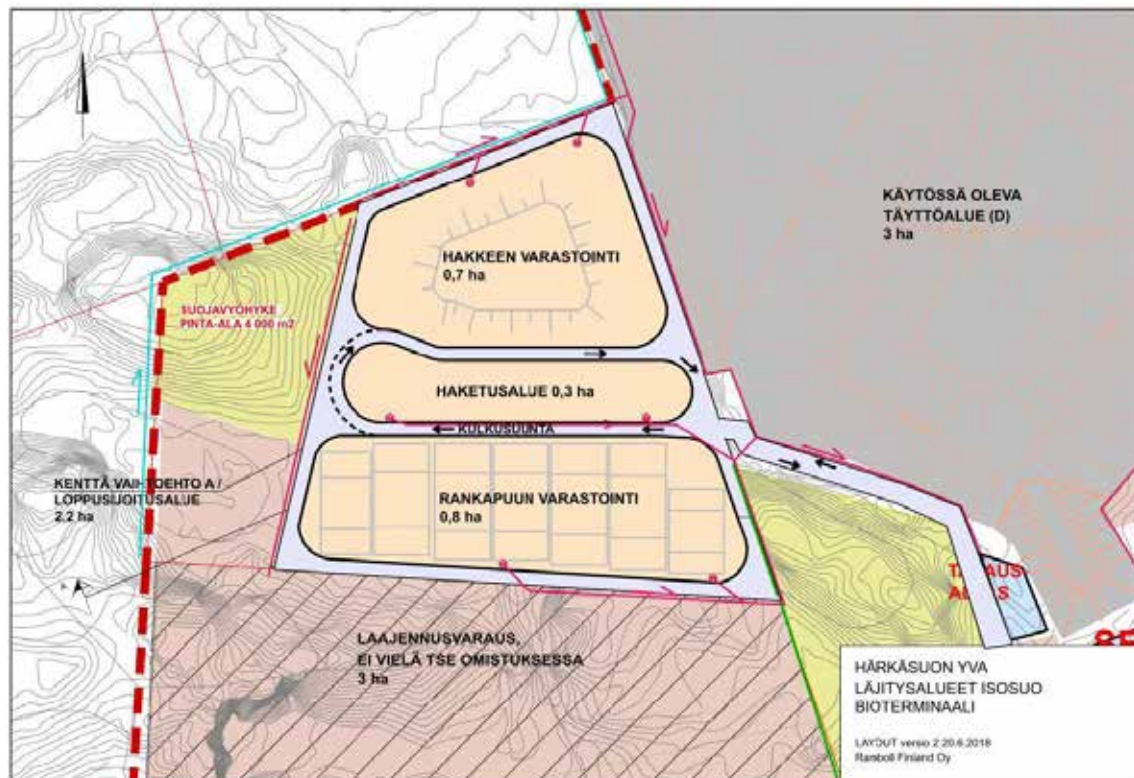 KÄYTÖSSÄ OLEVA
TÄYTTÖALUE (D)
3 ha
HAKKEEN VARASTOINTI
0,7 ha
SUOJAVYÖHYKE
PINTA-ALA 4 000 m2
HAKETUSALUE 0,3 ha
KULKUSUUNTA
KENTTÄ VAIHTOEHTO A /
LOPPUSIJOITUSALUE
2,2 ha
RANKAPUUN VARASTOINTI
0,8 ha
LAAJENNUSVARAUS,
EI VIELÄ TSE OMISTUKSESSA
3 ha
HÄRKÄSUON YVA
LÄJITYSALUEET ISOSUO
BIOTERMINAALI
LAYOUT versio 2 20.6.2018
Ramboll Finland Oy